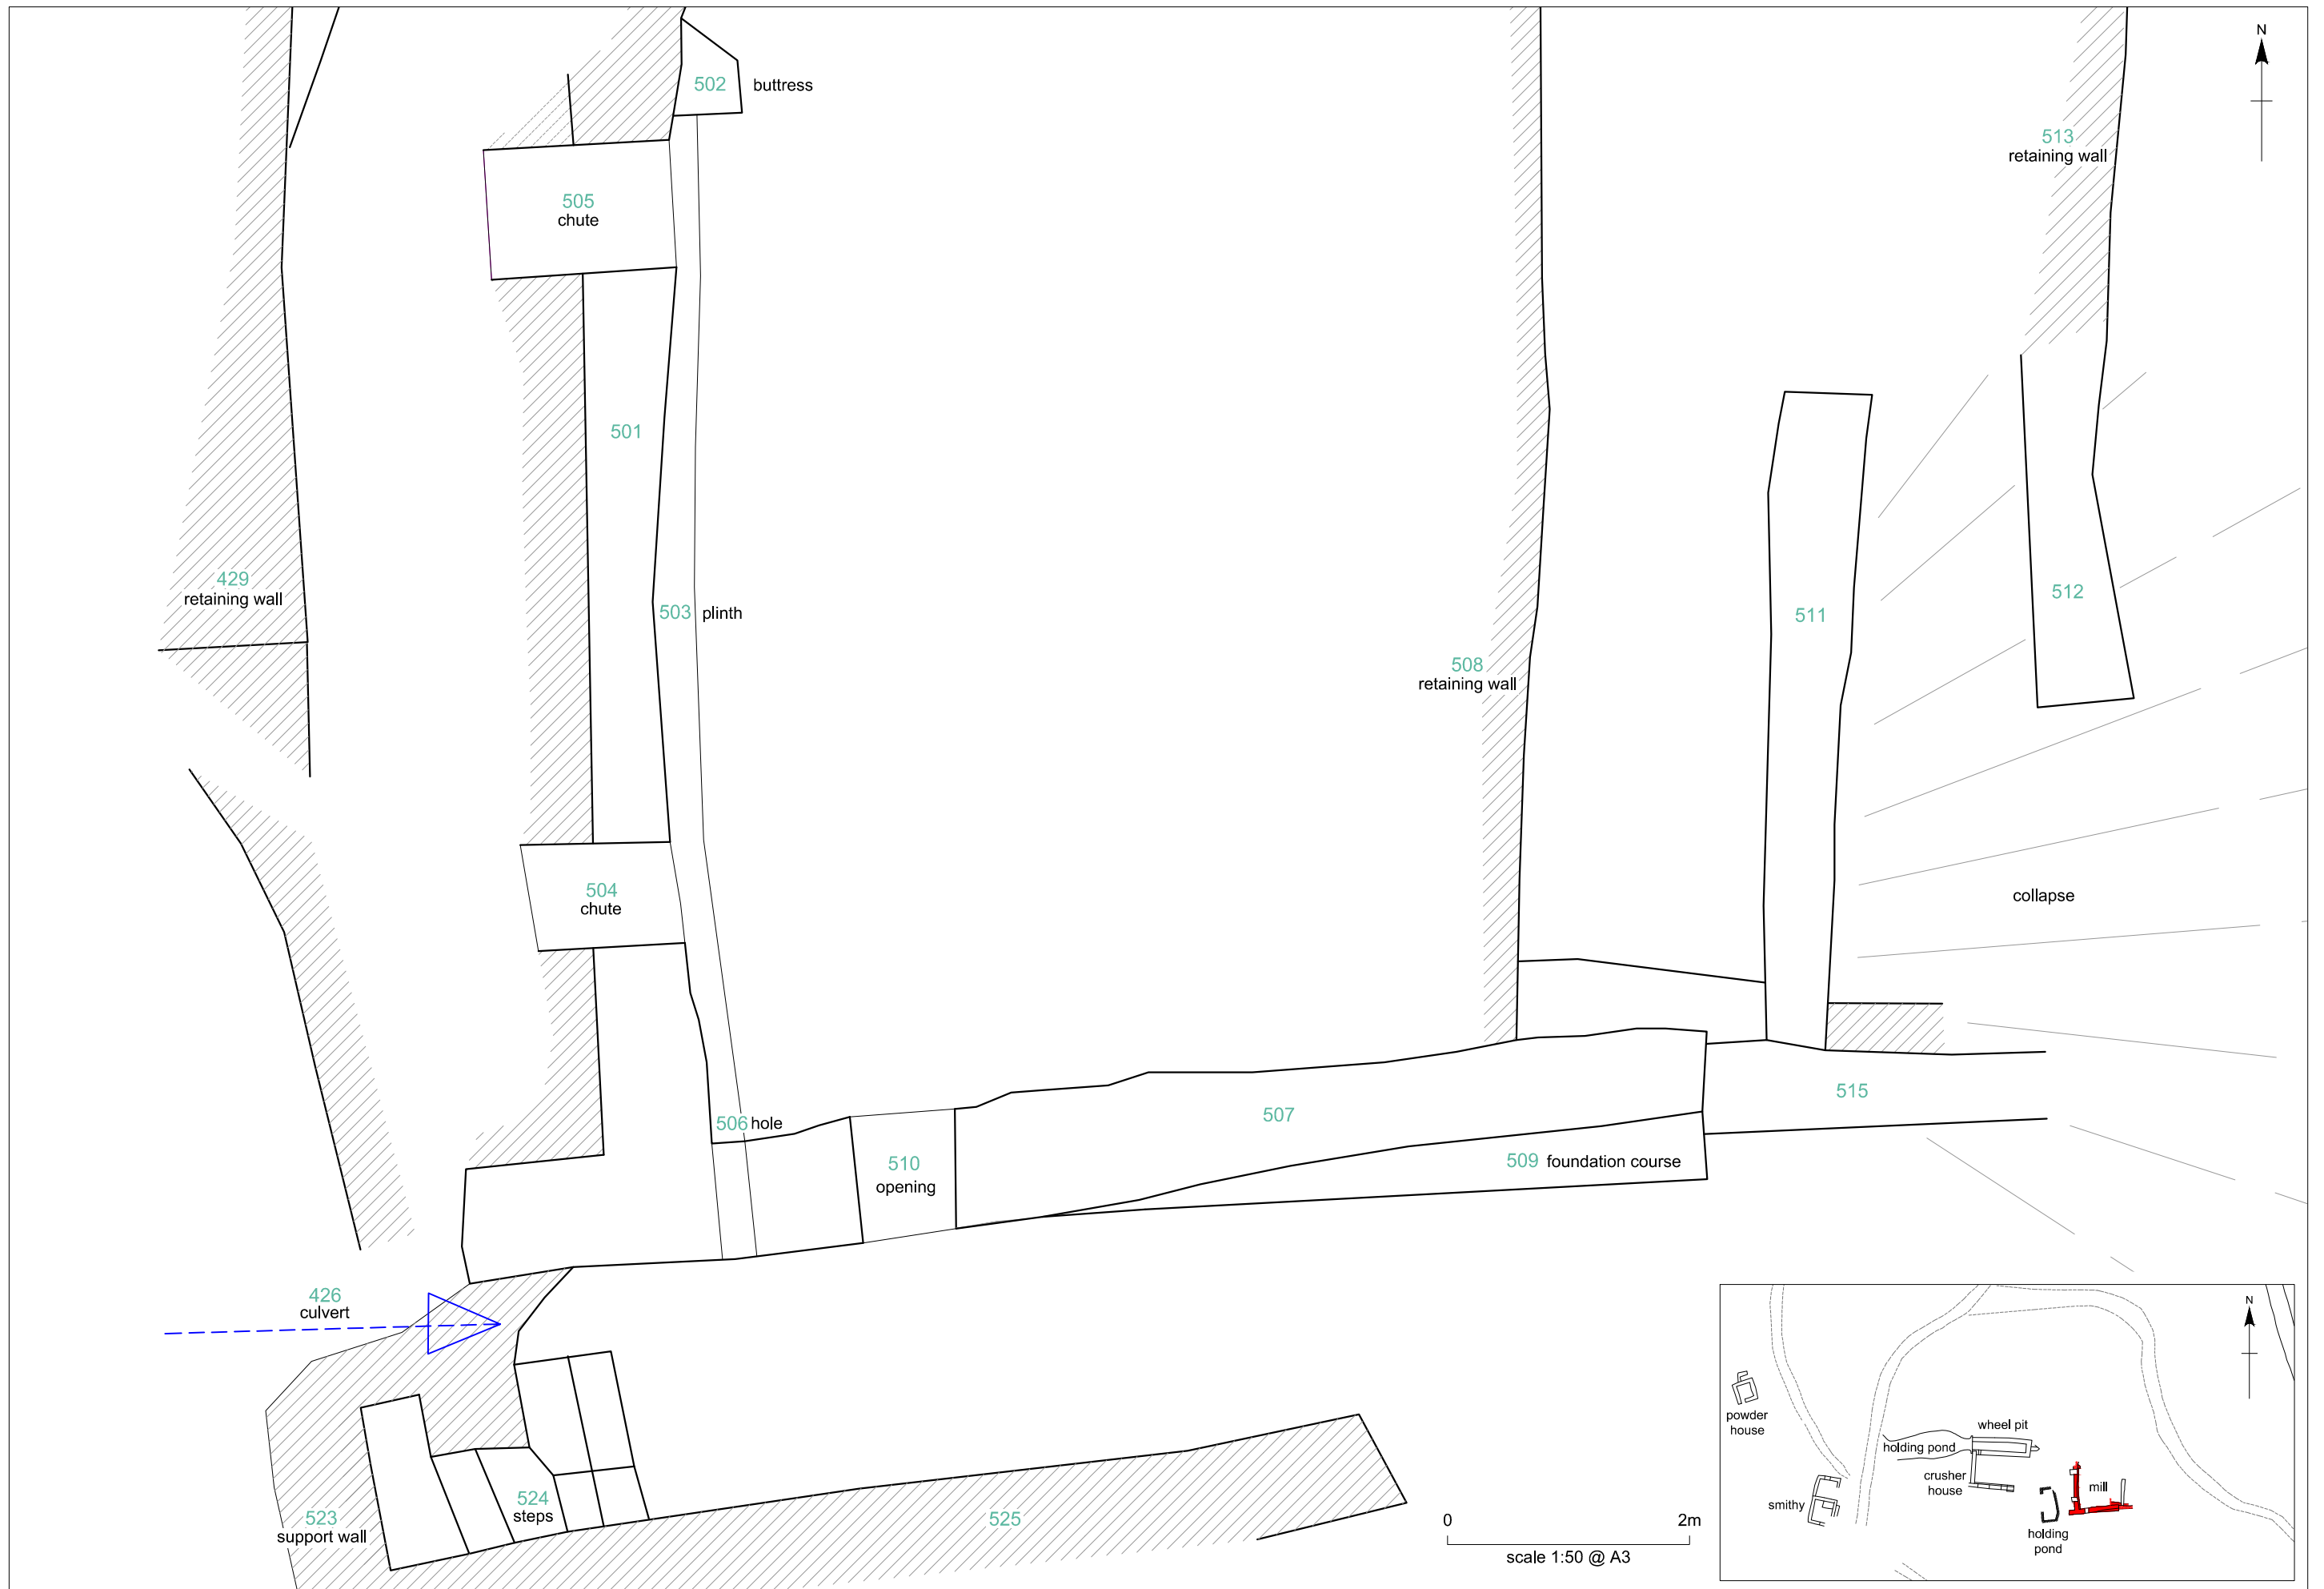 N
502 buttress
513
retaining wall
505
chute
501
429
retaining wall
503 plinth
512
511
508
retaining wall
504
chute
collapse
515
507
506 hole
510
opening
509 foundation course
426
culvert
N
powder
house
wheel pit
holding pond
crusher
house
mill
smithy
holding
pond
524
steps
523
support wall
525
0 2m
scale 1:50 @ A3